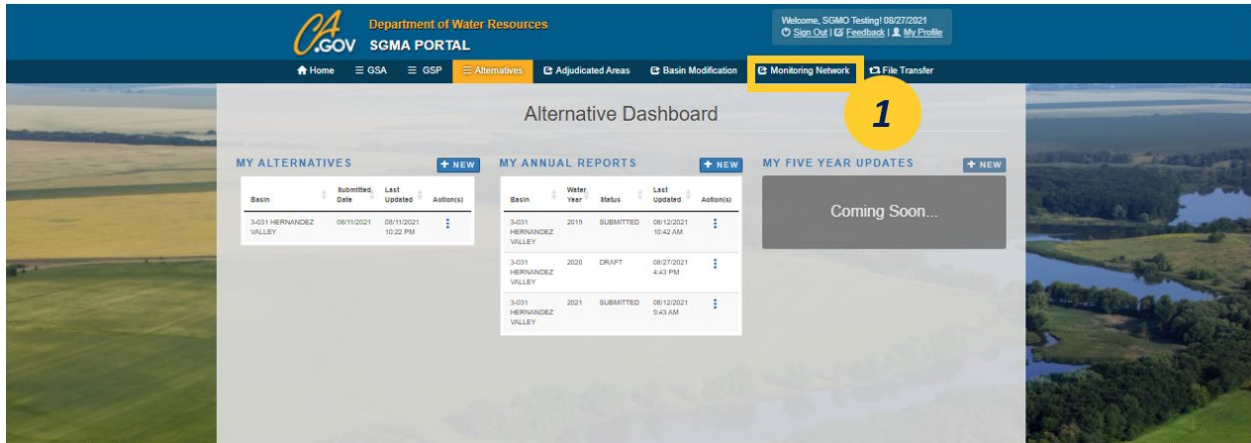 CA.GOV
Department of Water Resources
SGMA PORTAL
Welcome, SGMO Testing! 08/27/2021
Sign Out | Feedback | My Profile
Home GSA GSP Alternatives Adjudicated Areas Basin Modification Monitoring Network File Transfer
1
Alternative Dashboard
MY ALTERNATIVES + NEW
Basin Submitted Date Last Updated Action(s)
3-031 HERNANDEZ VALLEY 08/11/2021 08/11/2021 10:22 PM
MY ANNUAL REPORTS + NEW
Basin Water Year Status Last Updated Action(s)
3-031 HERNANDEZ VALLEY 2019 SUBMITTED 08/12/2021 10:42 AM
3-031 HERNANDEZ VALLEY 2020 DRAFT 08/27/2021 4:43 PM
3-031 HERNANDEZ VALLEY 2021 SUBMITTED 08/12/2021 9:43 AM
MY FIVE YEAR UPDATES + NEW
Coming Soon...